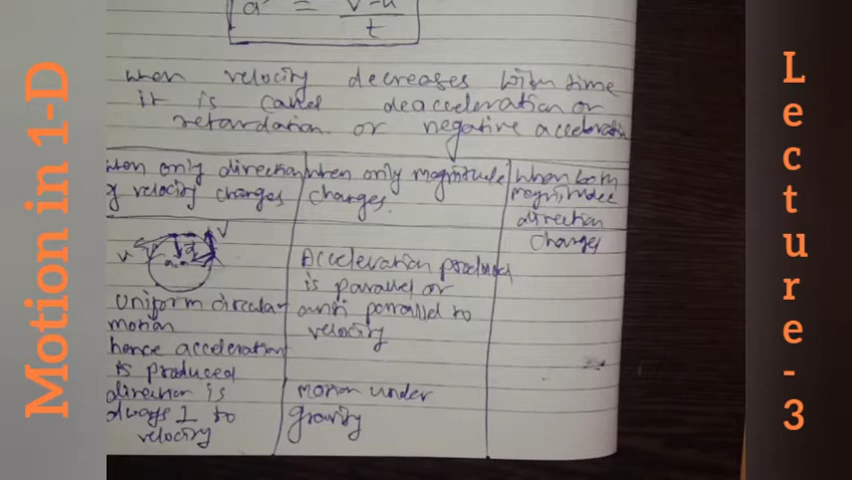 Motion in 1-D
a = v-u
t
when velocity decreases with time
it is called deacceleration or
retardation or negative acceleration
when only direction
of velocity changes
V
V
a
Uniform circular
motion
hence acceleration
is produced
direction is
always ⊥ to
velocity
when only magnitude
changes.
Acceleration produced
is parallel or
anti parrallel to
velocity
motion under
gravity
when both
magnitude
direction
changes
Lecture-3